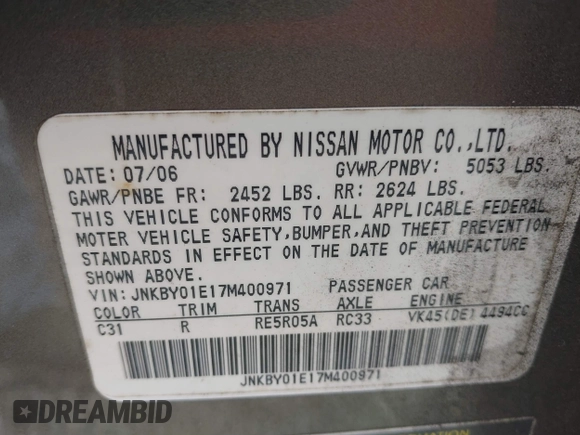 MANUFACTURED BY NISSAN MOTOR CO.,LTD.
DATE: 07/06 GVWR/PNBV: 5053 LBS.
GAWR/PNBE FR: 2452 LBS. RR: 2624 LBS.
THIS VEHICLE CONFORMS TO ALL APPLICABLE FEDERAL
MOTER VEHICLE SAFETY,BUMPER,AND THEFT PREVENTION
STANDARDS IN EFFECT ON THE DATE OF MANUFACTURE
SHOWN ABOVE.
VIN: JNKBY01E17M400971 PASSENGER CAR
COLOR TRIM TRANS AXLE ENGINE
C31 R RE5R05A RC33 VK45(DE) 4494CC
JNKBY01E17M400971
DREAMBID
INFORMATION